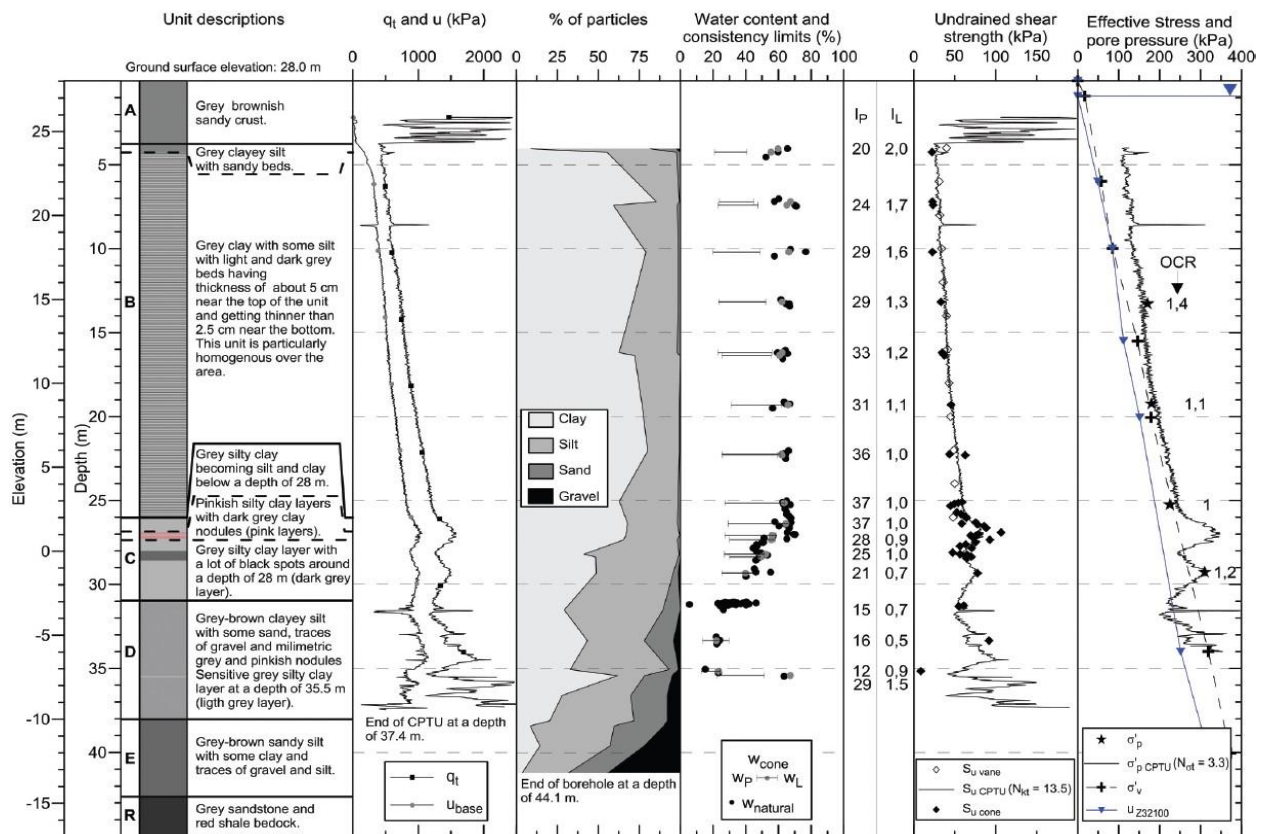 Unit descriptions
qt and u (kPa)
% of particles
Water content and
consistency limits (%)
Undrained shear
strength (kPa)
Effective Stress and
pore pressure (kPa)
Ground surface elevation: 28.0 m
0 1000 2000 0
25 50 75 0
20 40 60 80 100
IP
IL
0 50 100 150 0
100 200 300 400
Elevation (m)
25
20
15
10
5
0
-5
-10
-15
Depth (m)
5
10
15
20
25
30
35
40
A
B
C
D
E
R
Grey brownish
sandy crust.
Grey clayey silt
with sandy beds.
Grey clay with some silt
with light and dark grey
beds having
thickness of about 5 cm
near the top of the unit
and getting thinner than
2.5 cm near the bottom.
This unit is particularly
homogenous over the
area.
Grey silty clay
becoming silt and clay
below a depth of 28 m.
Pinkish silty clay layers
with dark grey clay
nodules (pink layers).
Grey silty clay layer with
a lot of black spots around
a depth of 28 m (dark grey
layer).
Grey-brown clayey silt
with some sand, traces
of gravel and milimetric
grey and pinkish nodules
Sensitive grey silty clay
layer at a depth of 35.5 m
(ligth grey layer).
Grey-brown sandy silt
with some clay and
traces of gravel and silt.
Grey sandstone and
red shale bedock.
End of CPTU at a depth
of 37.4 m.
qt
ubase
Clay
Silt
Sand
Gravel
End of borehole at a depth
of 44.1 m.
wcone
wP wL
wnatural
20 2,0
24 1,7
29 1,6
29 1,3
33 1,2
31 1,1
36 1,0
37 1,0
37 1,0
28 0,9
25 1,0
21 0,7
15 0,7
16 0,5
12 0,9
29 1.5
Su vane
Su CPTU (Nkt = 13.5)
Su cone
OCR
1,4
1,1
1
1,2
σ'p
σ'p CPTU (Nσt = 3.3)
σ'v
u Z32100